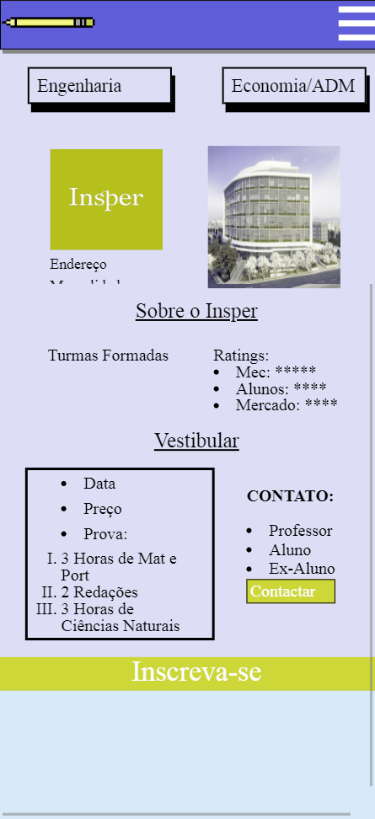 Engenharia
Economia/ADM
Insper
Endereço
Sobre o Insper
Turmas Formadas
Ratings:
• Mec: *****
• Alunos: ****
• Mercado: ****
Vestibular
• Data
• Preço
• Prova:
I. 3 Horas de Mat e
Port
II. 2 Redações
III. 3 Horas de
Ciências Naturais
CONTATO:
• Professor
• Aluno
• Ex-Aluno
Contactar
Inscreva-se